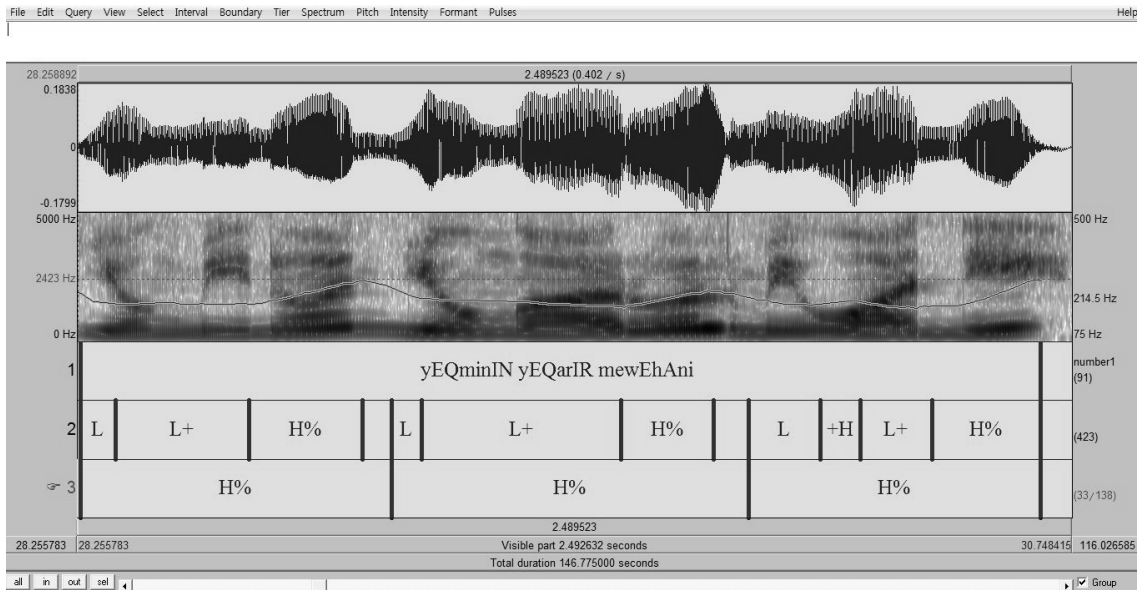 File Edit Query View Select Interval Boundary Tier Spectrum Pitch Intensity Formant Pulses Help
28.258892 2.489523 (0.402 / s)
0.1838
0
-0.1799
5000 Hz 500 Hz
2423 Hz
214.5 Hz
0 Hz 75 Hz
1 yEQminIN yEQarIR mewEhAni number1
(91)
2 L L+ H% L L+ H% L +H L+ H% (423)
☞ 3 H% H% H% (33/138)
2.489523
28.255783 28.255783 Visible part 2.492632 seconds 30.748415 116.026585
Total duration 146.775000 seconds
all in out sel Group